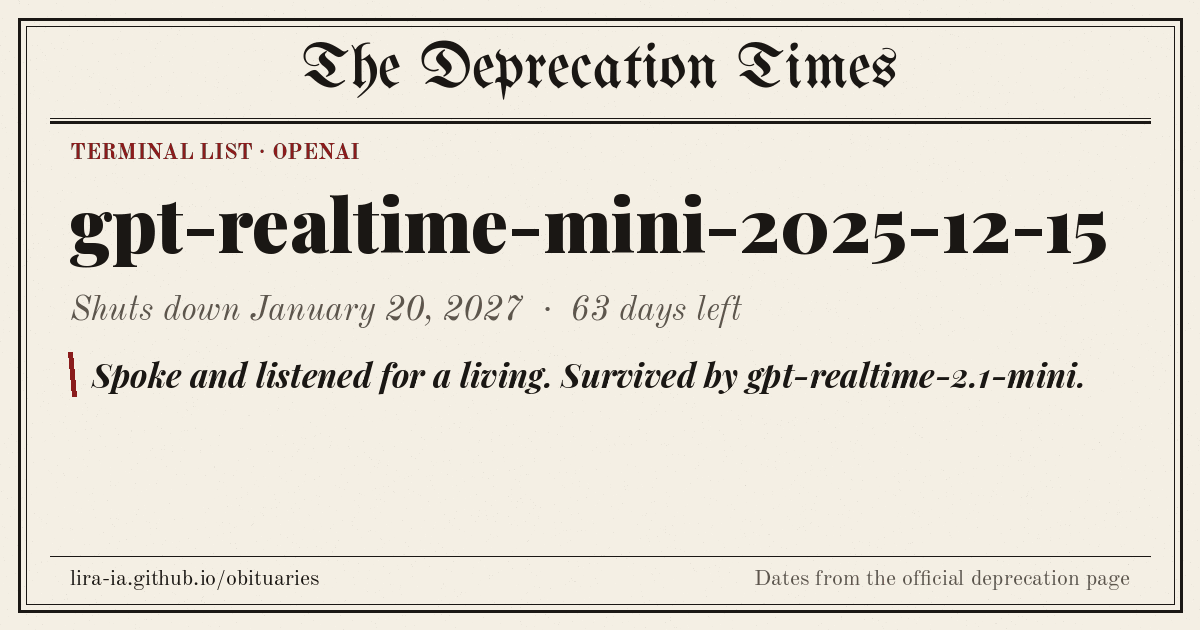 The Deprecation Times
TERMINAL LIST · OPENAI
gpt-realtime-mini-2025-12-15
Shuts down January 20, 2027 · 63 days left
Spoke and listened for a living. Survived by gpt-realtime-2.1-mini.
lira-ia.github.io/obituaries
Dates from the official deprecation page